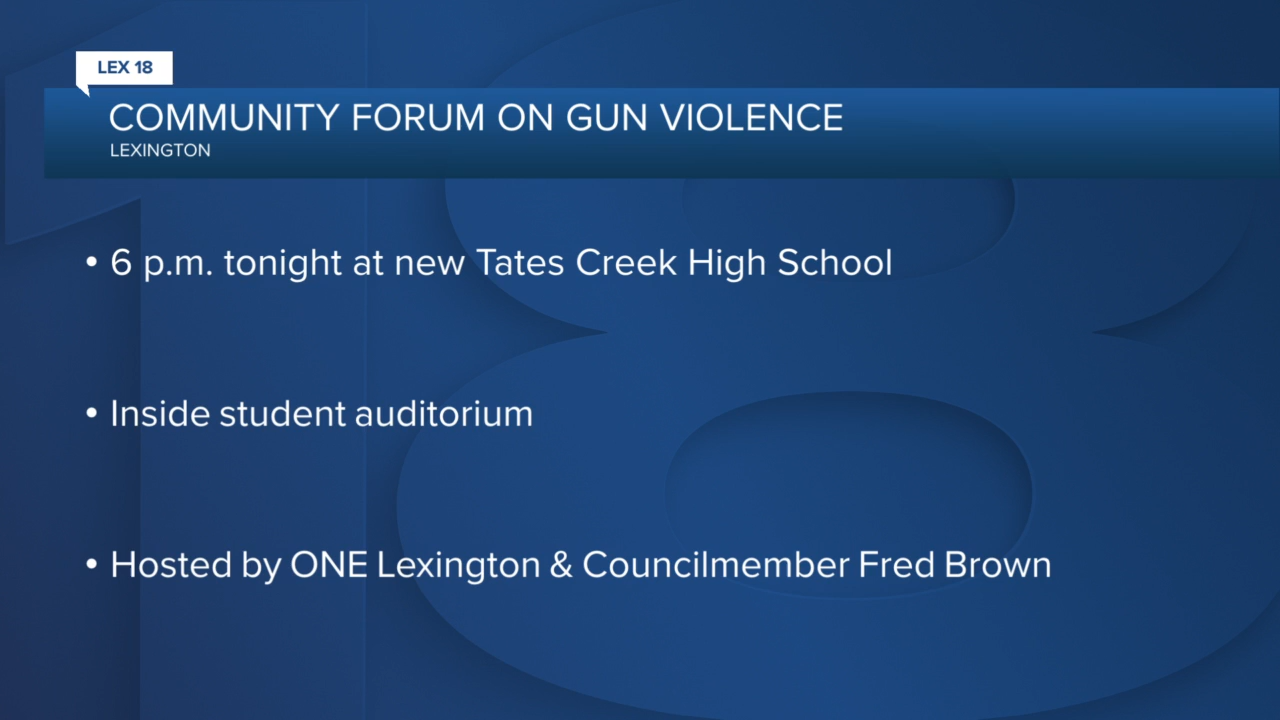 LEX 18
COMMUNITY FORUM ON GUN VIOLENCE
LEXINGTON
• 6 p.m. tonight at new Tates Creek High School
• Inside student auditorium
• Hosted by ONE Lexington & Councilmember Fred Brown
18